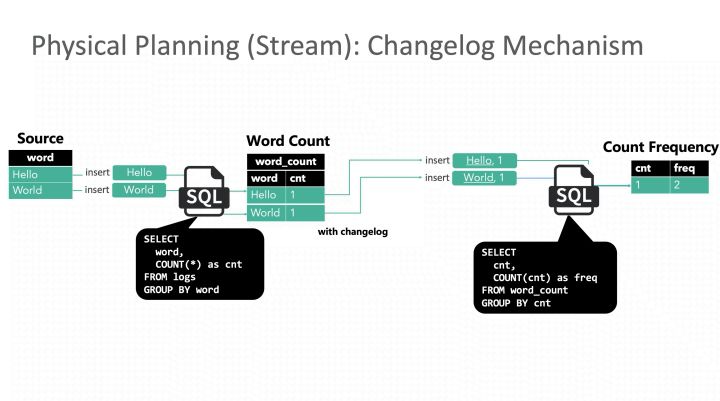 Physical Planning (Stream): Changelog Mechanism
Source
word
Hello
World
insert Hello
insert World
SQL
SELECT
word,
COUNT(*) as cnt
FROM logs
GROUP BY word
Word Count
word_count
word cnt
Hello 1
World 1
with changelog
insert Hello, 1
insert World, 1
SQL
SELECT
cnt,
COUNT(cnt) as freq
FROM word_count
GROUP BY cnt
Count Frequency
cnt freq
1 2